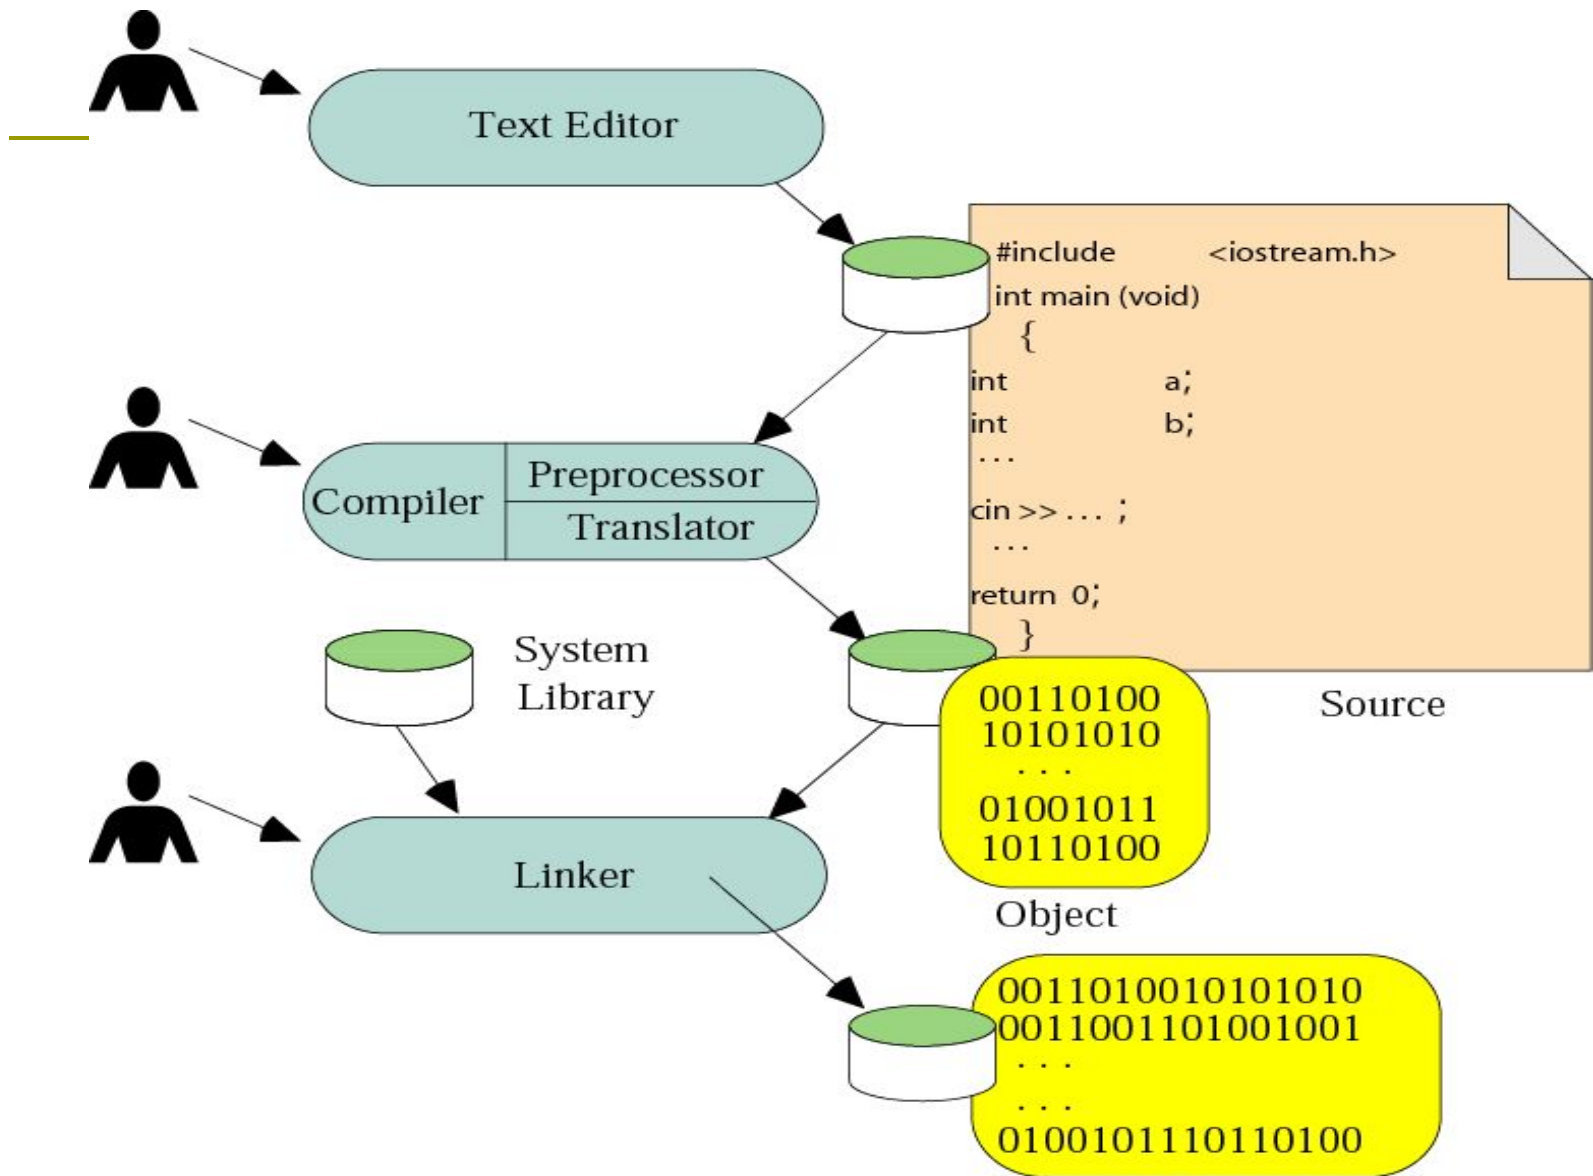 Text Editor
#include <iostream.h>
int main (void)
{
int a;
int b;
...
cin >> ... ;
...
return 0;
}
Source
Compiler
Preprocessor
Translator
System
Library
00110100
10101010
...
01001011
10110100
Object
Linker
0011010010101010
0011001101001001
...
...
0100101110110100